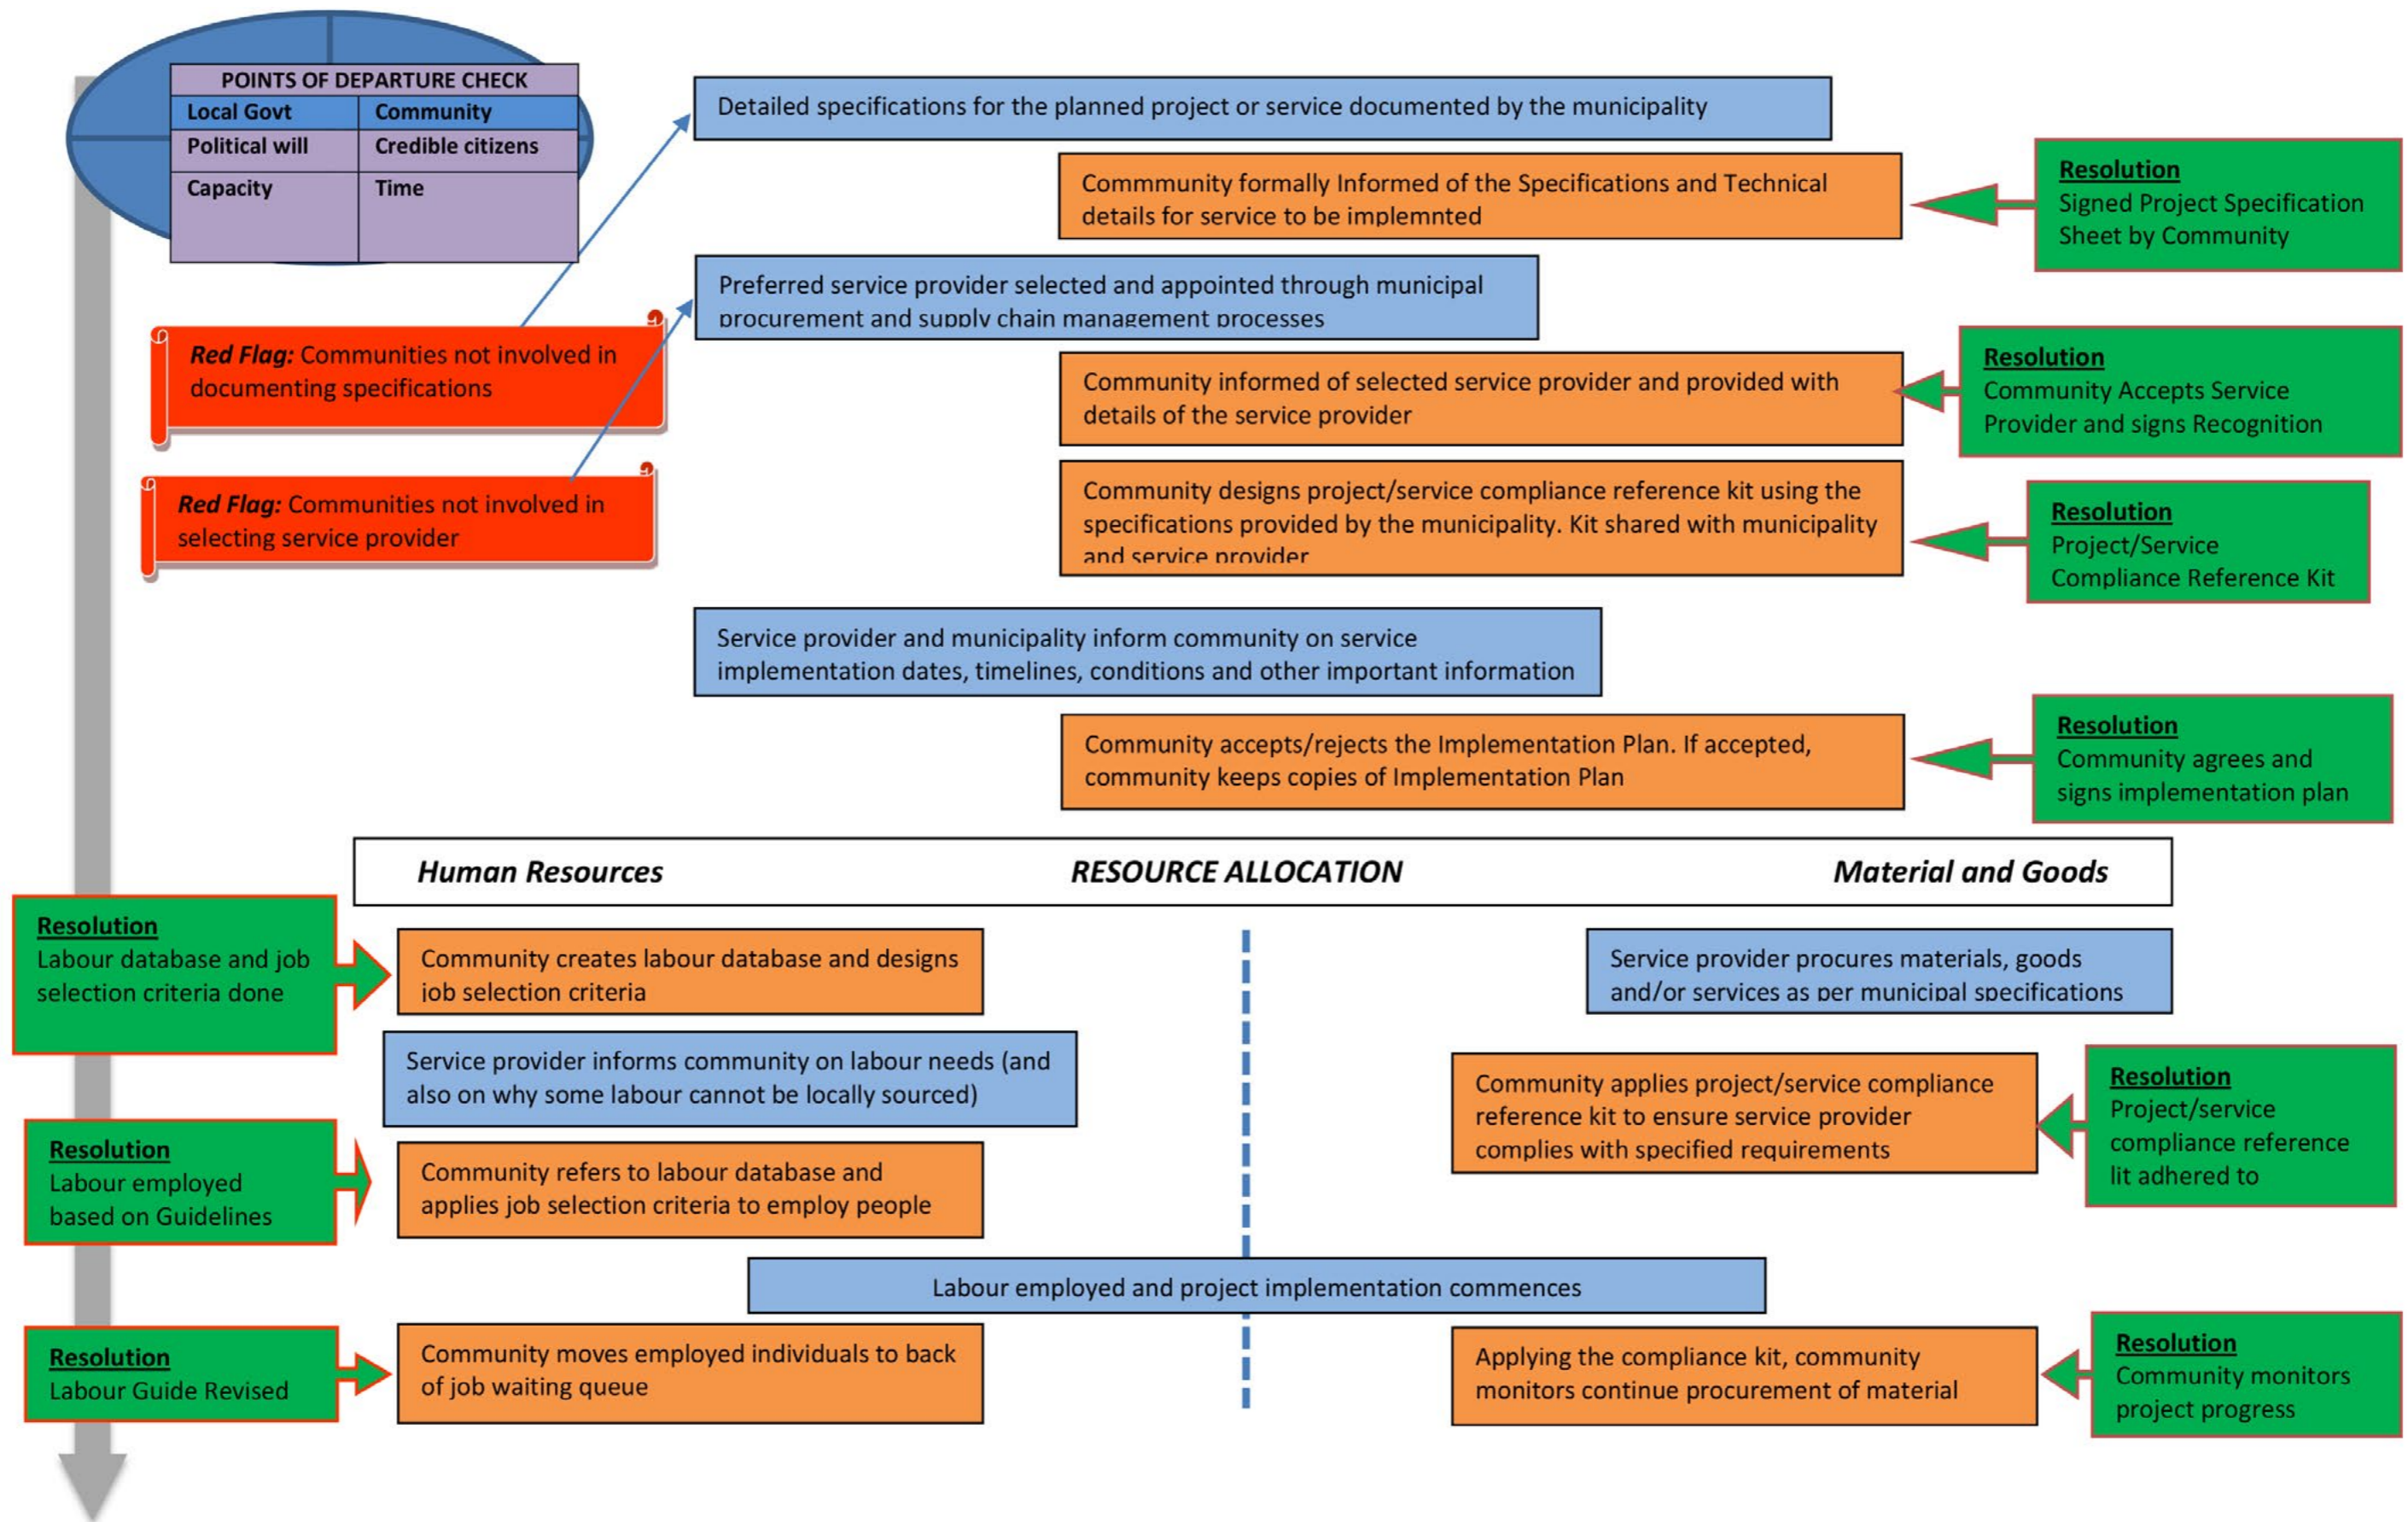 POINTS OF DEPARTURE CHECK
Local Govt Community
Political will Credible citizens
Capacity Time
Detailed specifications for the planned project or service documented by the municipality
Commmunity formally Informed of the Specifications and Technical
details for service to be implemnted
Resolution
Signed Project Specification
Sheet by Community
Preferred service provider selected and appointed through municipal
procurement and supply chain management processes
Red Flag: Communities not involved in
documenting specifications
Community informed of selected service provider and provided with
details of the service provider
Resolution
Community Accepts Service
Provider and signs Recognition
Red Flag: Communities not involved in
selecting service provider
Community designs project/service compliance reference kit using the
specifications provided by the municipality. Kit shared with municipality
and service provider
Resolution
Project/Service
Compliance Reference Kit
Service provider and municipality inform community on service
implementation dates, timelines, conditions and other important information
Community accepts/rejects the Implementation Plan. If accepted,
community keeps copies of Implementation Plan
Resolution
Community agrees and
signs implementation plan
Human Resources RESOURCE ALLOCATION Material and Goods
Resolution
Labour database and job
selection criteria done
Community creates labour database and designs
job selection criteria
Service provider procures materials, goods
and/or services as per municipal specifications
Service provider informs community on labour needs (and
also on why some labour cannot be locally sourced)
Community applies project/service compliance
reference kit to ensure service provider
complies with specified requirements
Resolution
Project/service
compliance reference
lit adhered to
Resolution
Labour employed
based on Guidelines
Community refers to labour database and
applies job selection criteria to employ people
Labour employed and project implementation commences
Resolution
Labour Guide Revised
Community moves employed individuals to back
of job waiting queue
Applying the compliance kit, community
monitors continue procurement of material
Resolution
Community monitors
project progress